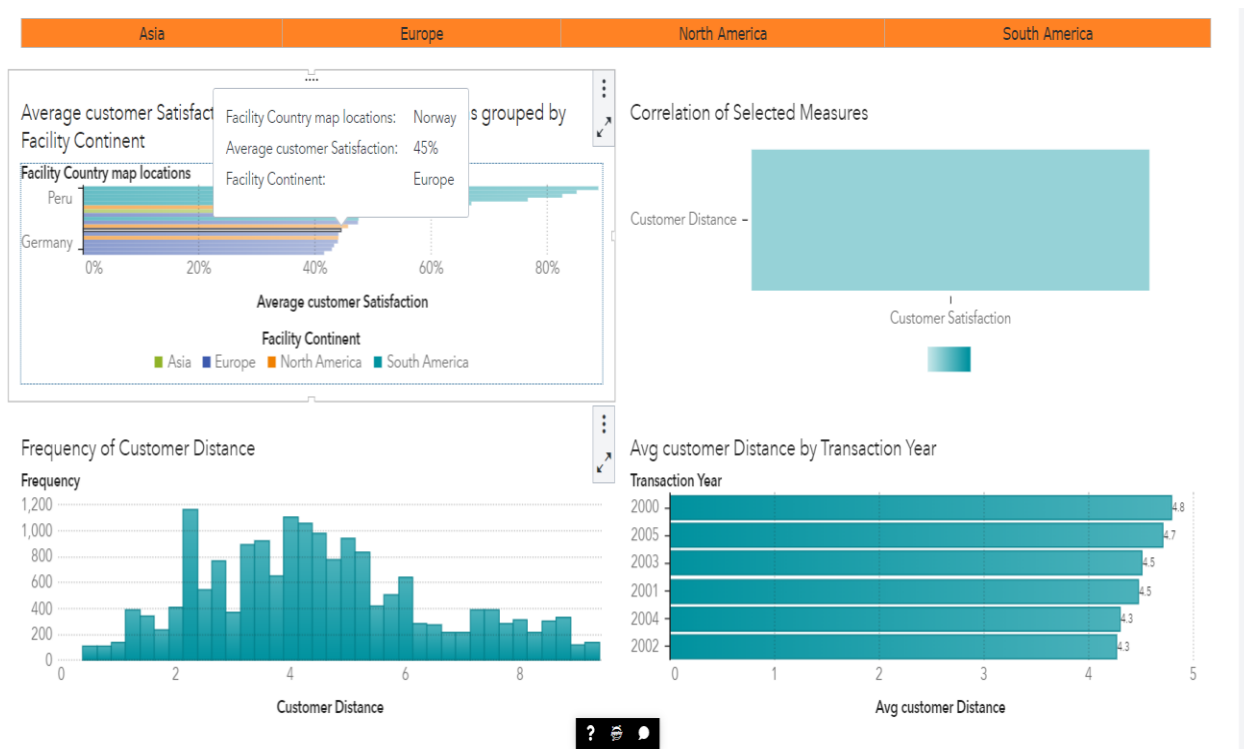 Asia Europe North America South America
Average customer Satisfact s grouped by
Facility Continent
Facility Country map locations: Norway
Average customer Satisfaction: 45%
Facility Continent: Europe
Facility Country map locations
Peru
Germany
0% 20% 40% 60% 80%
Average customer Satisfaction
Facility Continent
Asia Europe North America South America
Correlation of Selected Measures
Customer Distance
Customer Satisfaction
Frequency of Customer Distance
Frequency
1,200
1,000
800
600
400
200
0
0 2 4 6 8
Customer Distance
Avg customer Distance by Transaction Year
Transaction Year
2000 4.8
2005 4.7
2003 4.5
2001 4.5
2004 4.3
2002 4.3
0 1 2 3 4 5
Avg customer Distance
?